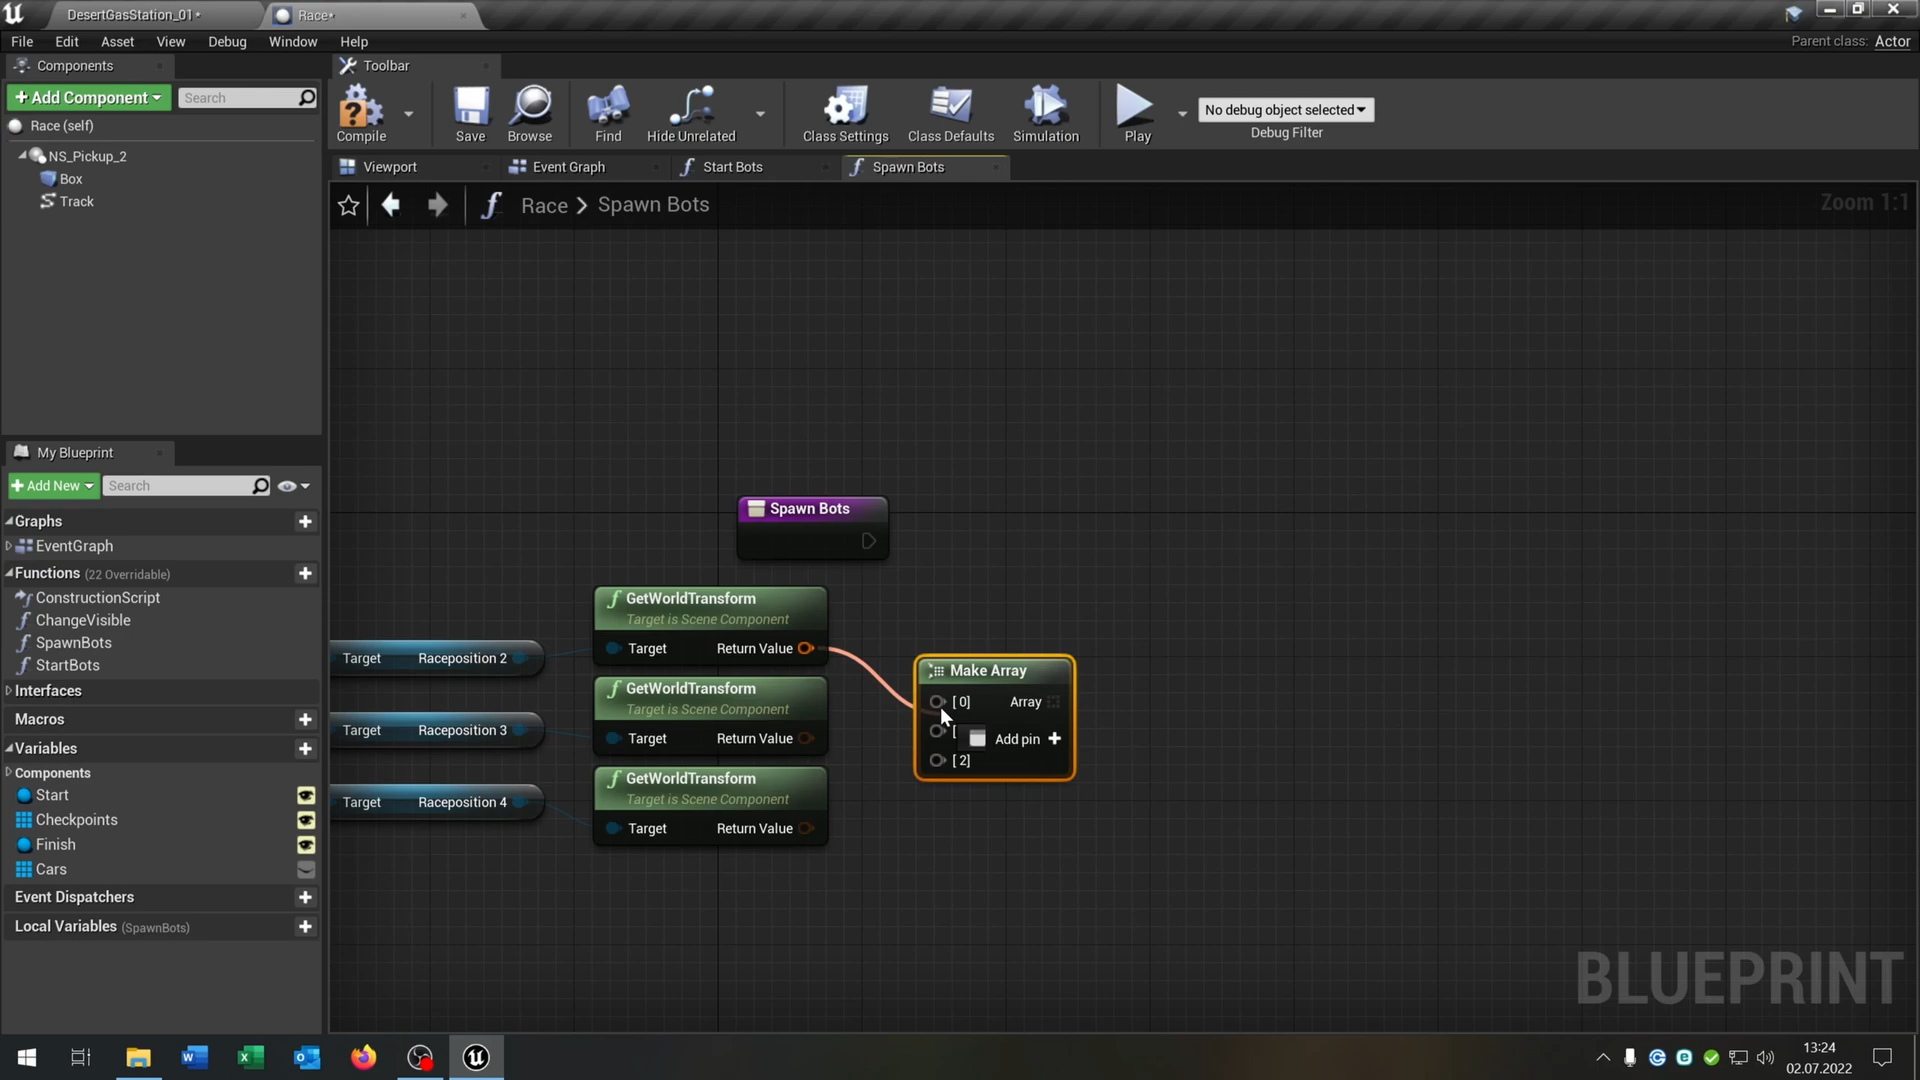 DesertGasStation_01*
Race*
File Edit Asset View Debug Window Help
Parent class: Actor
Components
Toolbar
Add Component
Search
Race (self)
NS_Pickup_2
Box
Track
Compile
Save
Browse
Find
Hide Unrelated
Class Settings
Class Defaults
Simulation
Play
No debug object selected
Debug Filter
Viewport
Event Graph
Start Bots
Spawn Bots
Race > Spawn Bots
Zoom 1:1
My Blueprint
Add New
Search
Graphs
EventGraph
Functions (22 Overridable)
ConstructionScript
ChangeVisible
SpawnBots
StartBots
Interfaces
Macros
Variables
Components
Start
Checkpoints
Finish
Cars
Event Dispatchers
Local Variables (SpawnBots)
Spawn Bots
GetWorldTransform
Target is Scene Component
Target Return Value
GetWorldTransform
Target is Scene Component
Target Return Value
GetWorldTransform
Target is Scene Component
Target Return Value
Target Raceposition 2
Target Raceposition 3
Target Raceposition 4
Make Array
[0] Array
[ Add pin
[2]
BLUEPRINT
13:24
02.07.2022